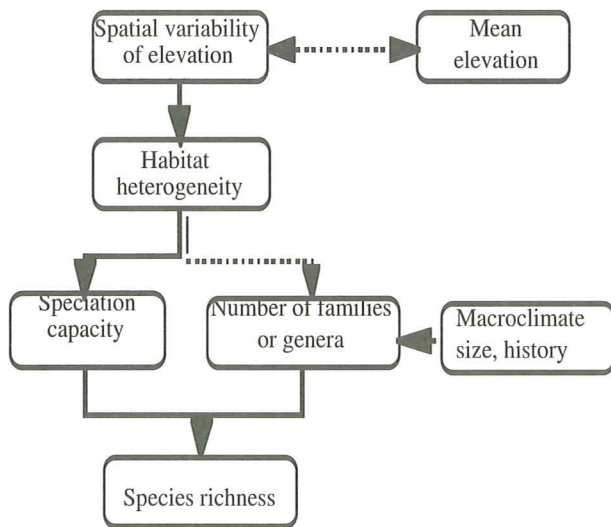 Spatial variability
of elevation
Mean
elevation
Habitat
heterogeneity
Speciation
capacity
Number of families
or genera
Macroclimate
size, history
Species richness